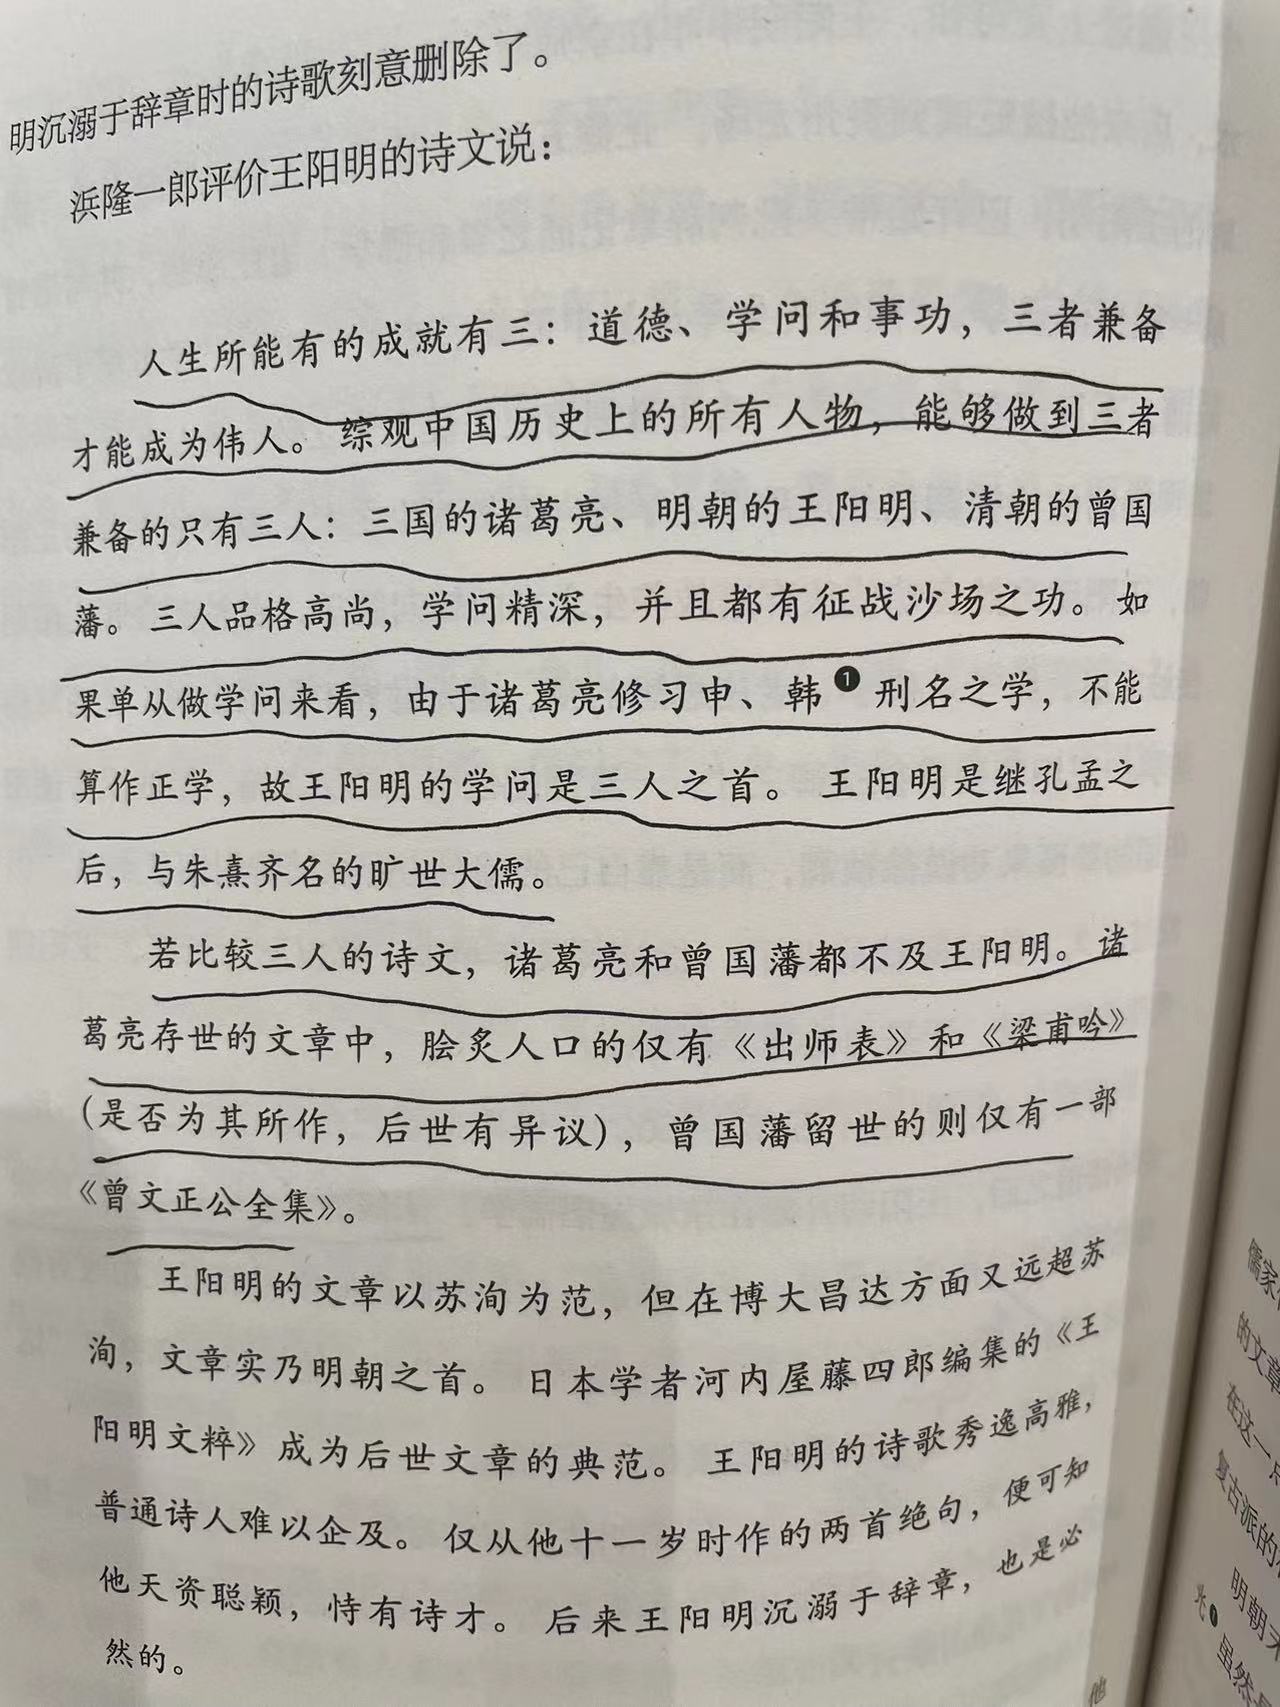 明沉溺于辞章时的诗歌刻意删除了。
浜隆一郎评价王阳明的诗文说：
人生所能有的成就有三：道德、学问和事功，三者兼备
才能成为伟人。综观中国历史上的所有人物，能够做到三者
兼备的只有三人：三国的诸葛亮、明朝的王阳明、清朝的曾国
藩。三人品格高尚，学问精深，并且都有征战沙场之功。如
果单从做学问来看，由于诸葛亮修习申、韩❶刑名之学，不能
算作正学，故王阳明的学问是三人之首。王阳明是继孔孟之
后，与朱熹齐名的旷世大儒。
若比较三人的诗文，诸葛亮和曾国藩都不及王阳明。诸
葛亮存世的文章中，脍炙人口的仅有《出师表》和《梁甫吟》
（是否为其所作，后世有异议），曾国藩留世的则仅有一部
《曾文正公全集》。
王阳明的文章以苏洵为范，但在博大昌达方面又远超苏
洵，文章实乃明朝之首。日本学者河内屋藤四郎编集的《王
阳明文粹》成为后世文章的典范。王阳明的诗歌秀逸高雅，
普通诗人难以企及。仅从他十一岁时作的两首绝句，便可知
他天资聪颖，恃有诗才。后来王阳明沉溺于辞章，也是必
然的。
儒家
的文章
在这一
复古派的
明朝
虽然